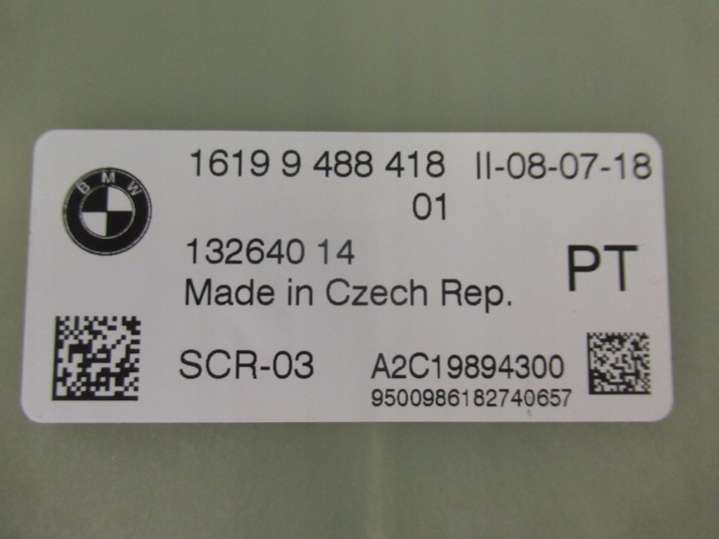 1619 9 488 418 II-08-07-18
01
BMW
132640 14
PT
Made in Czech Rep.
SCR-03 A2C19894300
9500986182740657